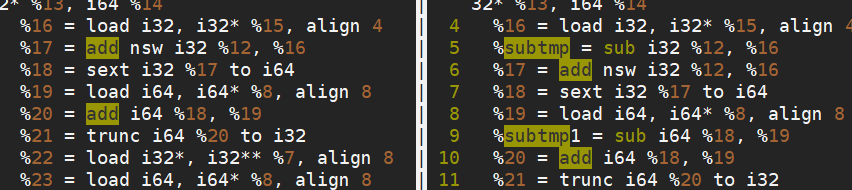 2* %13, i64 %14
%16 = load i32, i32* %15, align 4
%17 = add nsw i32 %12, %16
%18 = sext i32 %17 to i64
%19 = load i64, i64* %8, align 8
%20 = add i64 %18, %19
%21 = trunc i64 %20 to i32
%22 = load i32*, i32** %7, align 8
%23 = load i64, i64* %8, align 8
32* %13, i64 %14
4 %16 = load i32, i32* %15, align 4
5 %subtmp = sub i32 %12, %16
6 %17 = add nsw i32 %12, %16
7 %18 = sext i32 %17 to i64
8 %19 = load i64, i64* %8, align 8
9 %subtmp1 = sub i64 %18, %19
10 %20 = add i64 %18, %19
11 %21 = trunc i64 %20 to i32